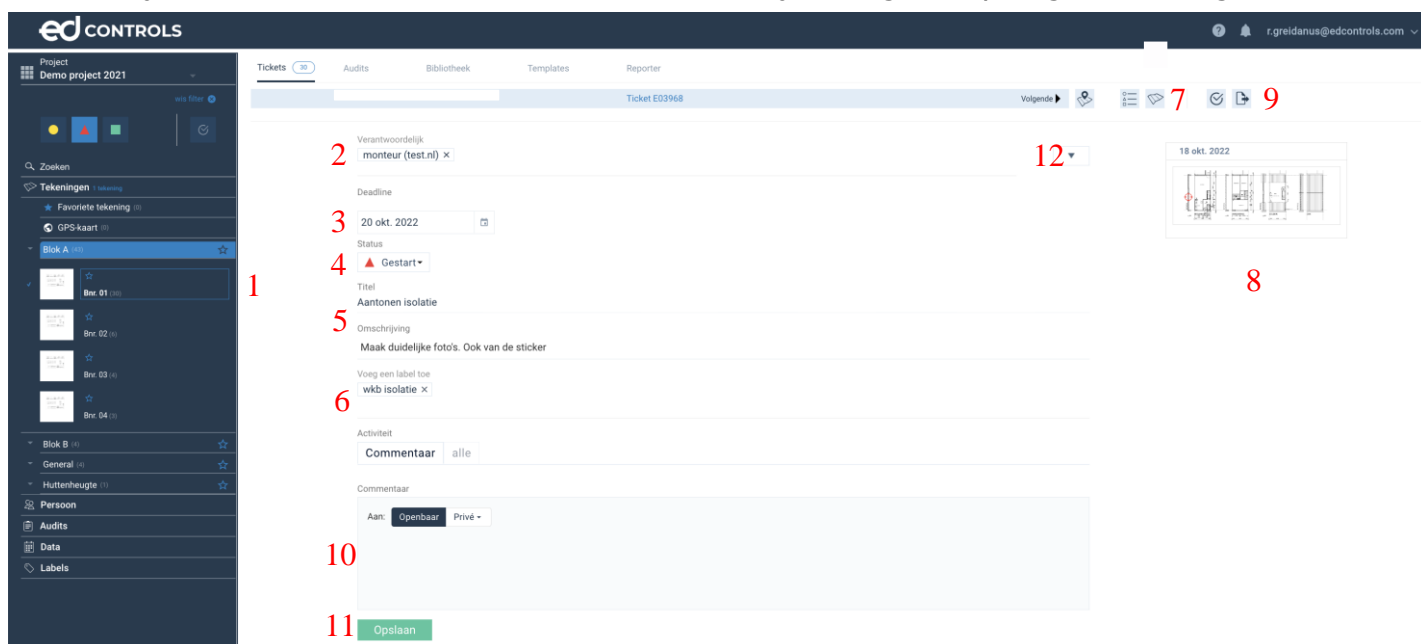 ed CONTROLS
r.greidanus@edcontrols.com
Project
Demo project 2021
wis filter
Zoeken
Tekeningen 1 tekening
Favoriete tekening (0)
GPS-kaart (0)
Blok A (43)
Bnr. 01 (30)
Bnr. 02 (6)
Bnr. 03 (4)
Bnr. 04 (3)
Blok B (4)
General (4)
Huttenheugte (1)
Persoon
Audits
Data
Labels
1
Tickets 30 Audits Bibliotheek Templates Reporter
Ticket E03968 Volgende 7 9
Verantwoordelijk
2 monteur (test.nl) × 12
Deadline
3 20 okt. 2022
Status
4 Gestart
Titel
Aantonen isolatie
5
Omschrijving
Maak duidelijke foto's. Ook van de sticker
Voeg een label toe
wkb isolatie ×
6
Activiteit
Commentaar alle
Commentaar
Aan: Openbaar Privé
10
11 Opslaan
18 okt. 2022
8